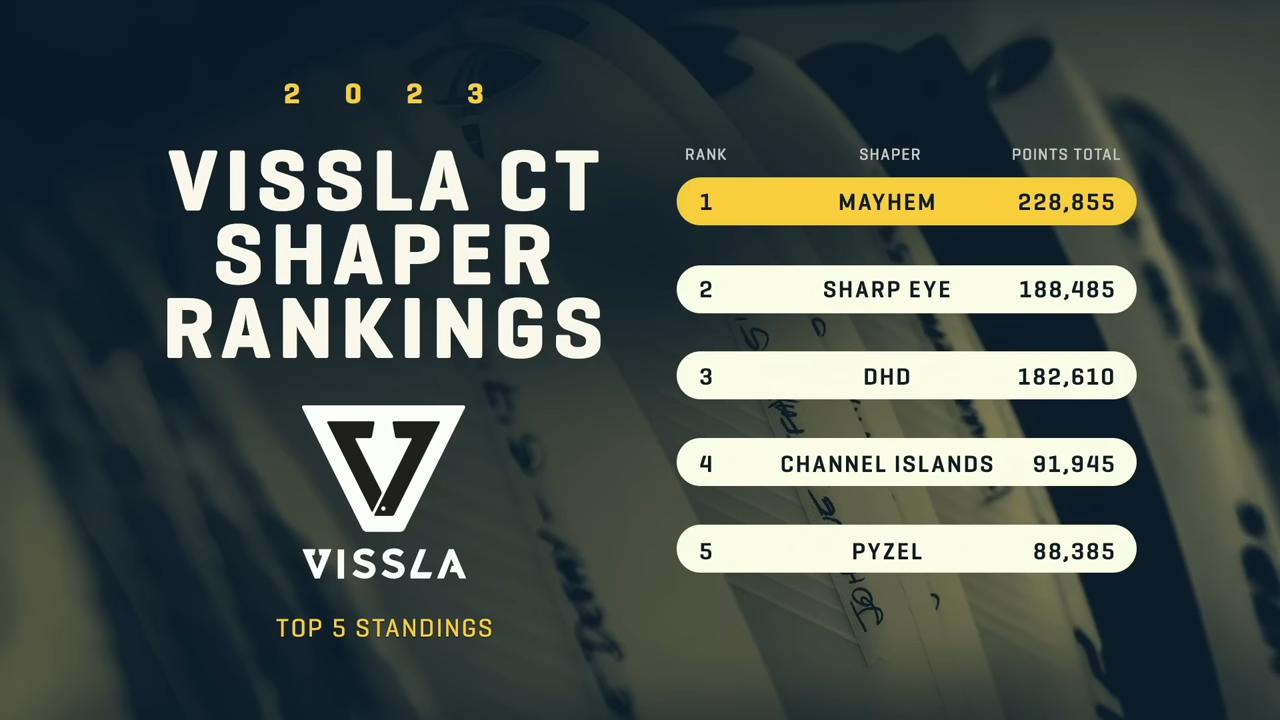 2 0 2 3
VISSLA CT
SHAPER
RANKINGS
VISSLA
TOP 5 STANDINGS
RANK SHAPER POINTS TOTAL
1 MAYHEM 228,855
2 SHARP EYE 188,485
3 DHD 182,610
4 CHANNEL ISLANDS 91,945
5 PYZEL 88,385